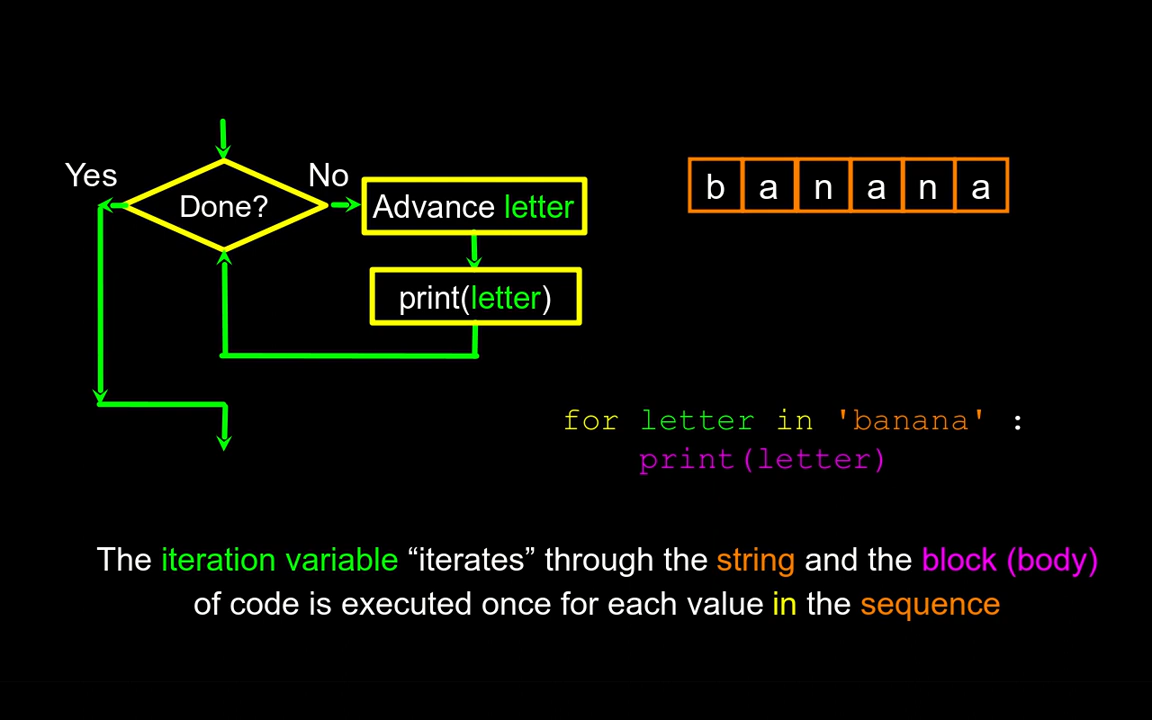 Yes
No
Done?
Advance letter
print(letter)
b a n a n a
for letter in 'banana' :
print(letter)
The iteration variable “iterates” through the string and the block (body)
of code is executed once for each value in the sequence